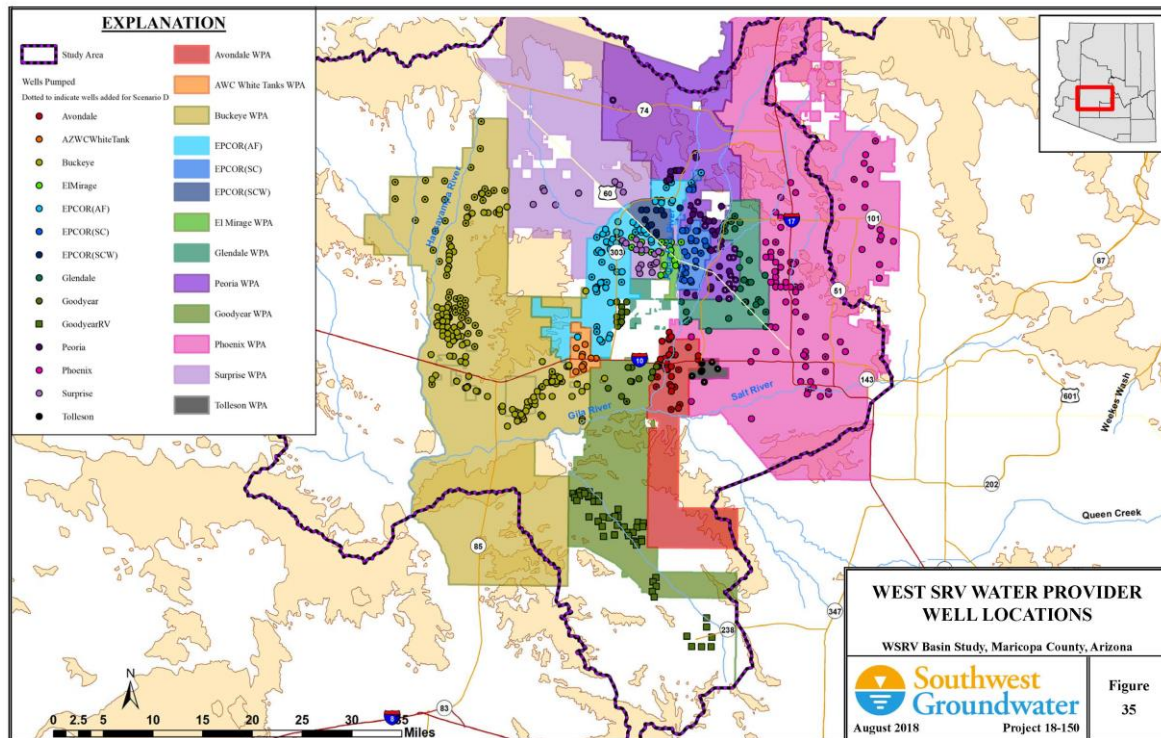 EXPLANATION
Study Area
Wells Pumped
Dotted to indicate wells added for Scenario D
Avondale
AZWCWhiteTank
Buckeye
ElMirage
EPCOR(AF)
EPCOR(SC)
EPCOR(SCW)
Glendale
Goodyear
GoodyearRV
Peoria
Phoenix
Surprise
Tolleson
Avondale WPA
AWC White Tanks WPA
Buckeye WPA
EPCOR(AF)
EPCOR(SC)
EPCOR(SCW)
El Mirage WPA
Glendale WPA
Peoria WPA
Goodyear WPA
Phoenix WPA
Surprise WPA
Tolleson WPA
74
60
17
101
303
51
87
Hassayampa River
10
143
Salt River
601
Weekes Wash
Gila River
202
Queen Creek
85
347
238
N
83
8
0 2.5 5 10 15 20 25 30 35
Miles
WEST SRV WATER PROVIDER
WELL LOCATIONS
WSRV Basin Study, Maricopa County, Arizona
Southwest
Groundwater
August 2018
Project 18-150
Figure
35